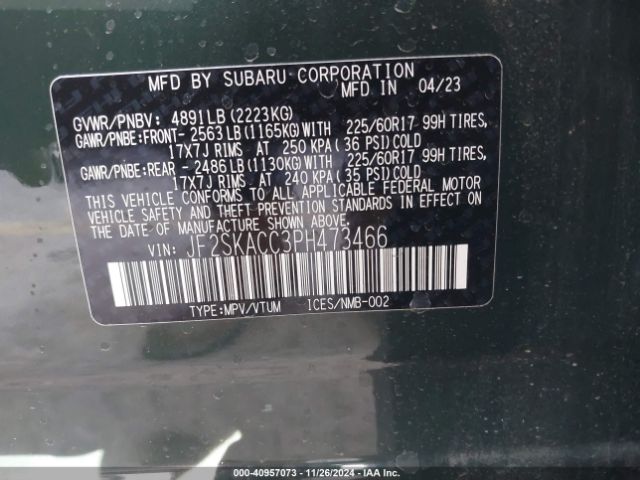 MFD BY SUBARU CORPORATION
MFD IN 04/23
GVWR/PNBV: 4891LB(2223KG)
GAWR/PNBE:FRONT- 2563LB(1165KG)WITH 225/60R17 99H TIRES,
17X7J RIMS AT 250 KPA( 36 PSI)COLD
GAWR/PNBE:REAR - 2486LB(1130KG)WITH 225/60R17 99H TIRES,
17X7J RIMS AT 240 KPA( 35 PSI)COLD
THIS VEHICLE CONFORMS TO ALL APPLICABLE FEDERAL MOTOR
VEHICLE SAFETY AND THEFT PREVENTION STANDARDS IN EFFECT ON
THE DATE OF MANUFACTURE SHOWN ABOVE.
VIN: JF2SKACC3PH473466
TYPE:MPV/VTUM ICES/NMB-002
000-40957073 - 11/26/2024 - IAA Inc.